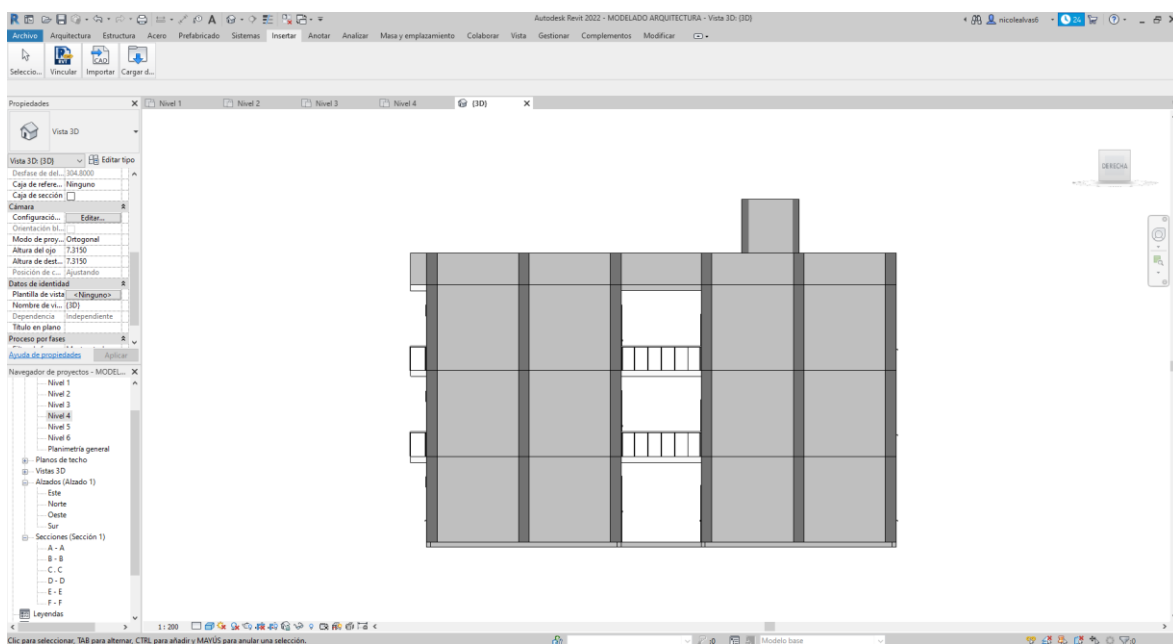 Autodesk Revit 2022 - MODELADO ARQUITECTURA - Vista 3D: {3D}
nicolealvas6
24
Archivo Arquitectura Estructura Acero Prefabricado Sistemas Insertar Anotar Analizar Masa y emplazamiento Colaborar Vista Gestionar Complementos Modificar
Seleccio... Vincular Importar Cargar d...
Propiedades
Nivel 1 Nivel 2 Nivel 3 Nivel 4 {3D}
Vista 3D
Vista 3D: {3D} Editar tipo
Desfase de del... 304.8000
Caja de refere... Ninguno
Caja de sección
Cámara
Configuració... Editar...
Orientación bl...
Modo de proy... Ortogonal
Altura del ojo 7.3150
Altura de dest... 7.3150
Posición de c... Ajustando
Datos de identidad
Plantilla de vista <Ninguno>
Nombre de vi... {3D}
Dependencia Independiente
Título en plano
Proceso por fases
Ayuda de propiedades Aplicar
Navegador de proyectos - MODEL...
Nivel 1
Nivel 2
Nivel 3
Nivel 4
Nivel 5
Nivel 6
Planimetría general
Planos de techo
Vistas 3D
Alzados (Alzado 1)
Este
Norte
Oeste
Sur
Secciones (Sección 1)
A - A
B - B
C . C
D - D
E - E
F - F
Leyendas
DERECHA
1 : 200
Clic para seleccionar, TAB para alternar, CTRL para añadir y MAYÚS para anular una selección.
:0 Modelo base :0